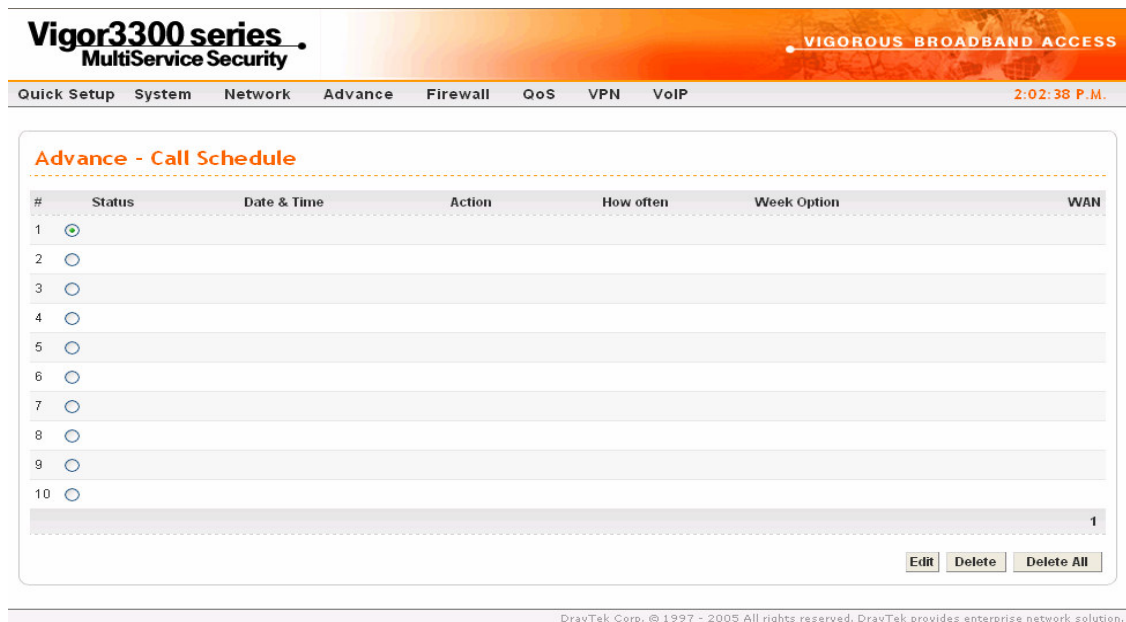 Vigor3300 series
MultiService Security
VIGOROUS BROADBAND ACCESS
Quick Setup System Network Advance Firewall QoS VPN VoIP 2:02:38 P.M.
Advance - Call Schedule
# Status Date & Time Action How often Week Option WAN
1
2
3
4
5
6
7
8
9
10
1
Edit Delete Delete All
DrayTek Corp. © 1997 - 2005 All rights reserved. DrayTek provides enterprise network solution.